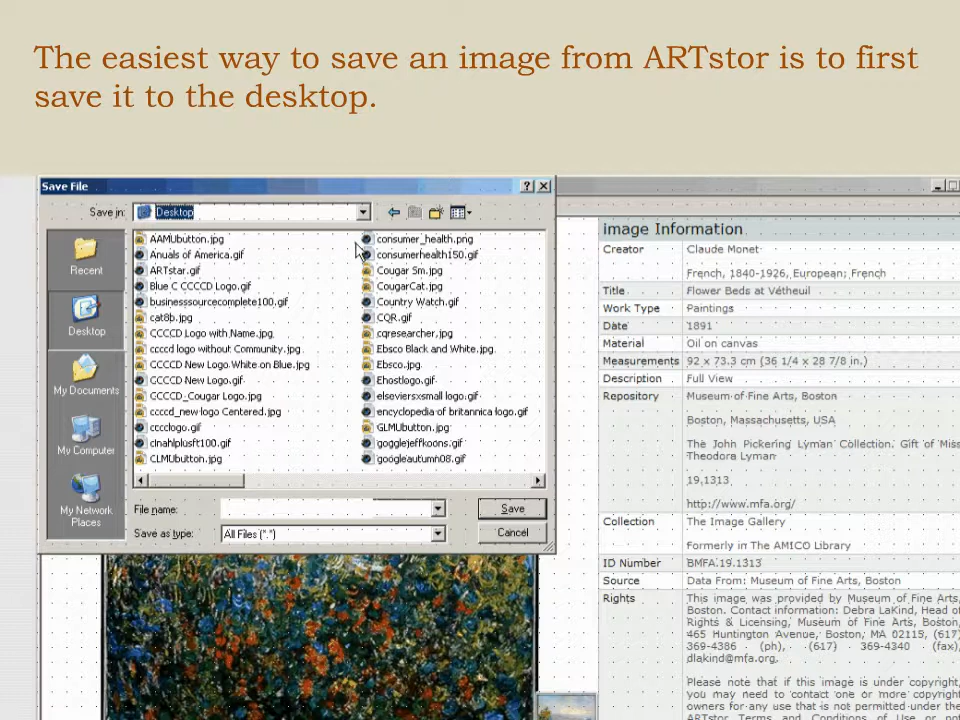 The easiest way to save an image from ARTstor is to first
save it to the desktop.
Save File
Save in:
Desktop
Recent
Desktop
My Documents
My Computer
My Network
Places
AAMUbutton.jpg
Anuals of America.gif
ARTstar.gif
Blue C CCCCD Logo.gif
businesssourcecomplete100.gif
cat8b.jpg
CCCCD Logo with Name.jpg
ccccd logo without Community.jpg
CCCCD New Logo White on Blue.jpg
CCCCD New Logo.gif
CCCCD_Cougar Logo.jpg
ccccd_new logo Centered.jpg
cccclogo.gif
cinahlplusft100.gif
CLMUbutton.jpg
consumer_health.png
consumerhealth150.gif
Cougar 5m.jpg
CougarCat.jpg
Country Watch.gif
CQR.gif
cqresearcher.jpg
Ebsco Black and White.jpg
Ebsco.jpg
Ehostlogo.gif
elseviersxsmall logo.gif
encyclopedia of britannica logo.gif
GLMUbutton.jpg
gogglejeffkoons.gif
googleautumn08.gif
File name:
Save
Save as type:
All Files (*.*)
Cancel
image Information
Creator
Claude Monet
French, 1840-1926, European; French
Title
Flower Beds at Vétheuil
Work Type
Paintings
Date
1891
Material
Oil on canvas
Measurements
92 x 73.3 cm (36 1/4 x 28 7/8 in.)
Description
Full View
Repository
Museum of Fine Arts, Boston
Boston, Massachusetts, USA
The John Pickering Lyman Collection. Gift of Miss
Theodora Lyman
19.1313
http://www.mfa.org/
Collection
The Image Gallery
Formerly in The AMICO Library
ID Number
BMFA.19.1313
Source
Data From: Museum of Fine Arts, Boston
Rights
This image was provided by Museum of Fine Arts,
Boston. Contact information: Debra LaKind, Head of
Rights & Licensing, Museum of Fine Arts, Boston,
465 Huntington Avenue, Boston, MA 02115, (617)
369-4386 (ph), (617) 369-4340 (fax),
dlakind@mfa.org.
Please note that if this image is under copyright,
you may need to contact one or more copyright
owners for any use that is not permitted under the
ARTstor Terms and Conditions of Use or not